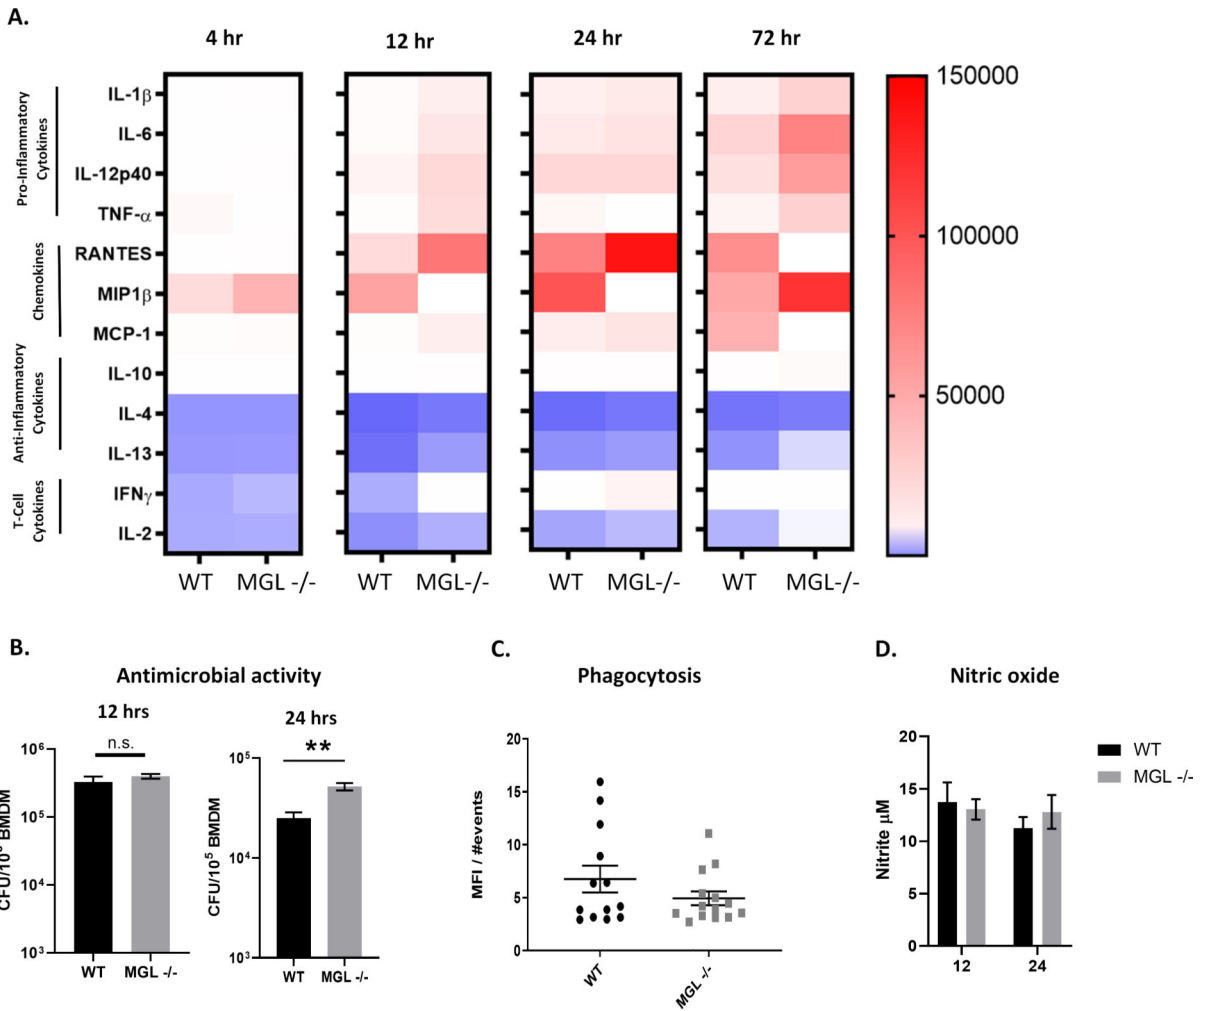 A.
4 hr 12 hr 24 hr 72 hr
Pro-Inflammatory
Cytokines
Chemokines
Anti-Inflammatory
Cytokines
T-Cell
Cytokines
IL-1β
IL-6
IL-12p40
TNF-α
RANTES
MIP1β
MCP-1
IL-10
IL-4
IL-13
IFNγ
IL-2
150000
100000
50000
WT MGL -/- WT MGL-/- WT MGL-/- WT MGL-/-
B.
Antimicrobial activity
12 hrs
n.s.
10⁶
10⁵
10⁴
10³
BMDM
WT MGL -/-
24 hrs
**
CFU/10⁵ BMDM
10⁵
10⁴
10³
WT MGL -/-
C.
Phagocytosis
MFI / #events
20
15
10
5
0
WT
MGL -/-
D.
Nitric oxide
Nitrite μM
20
15
10
5
0
12 24
WT
MGL -/-